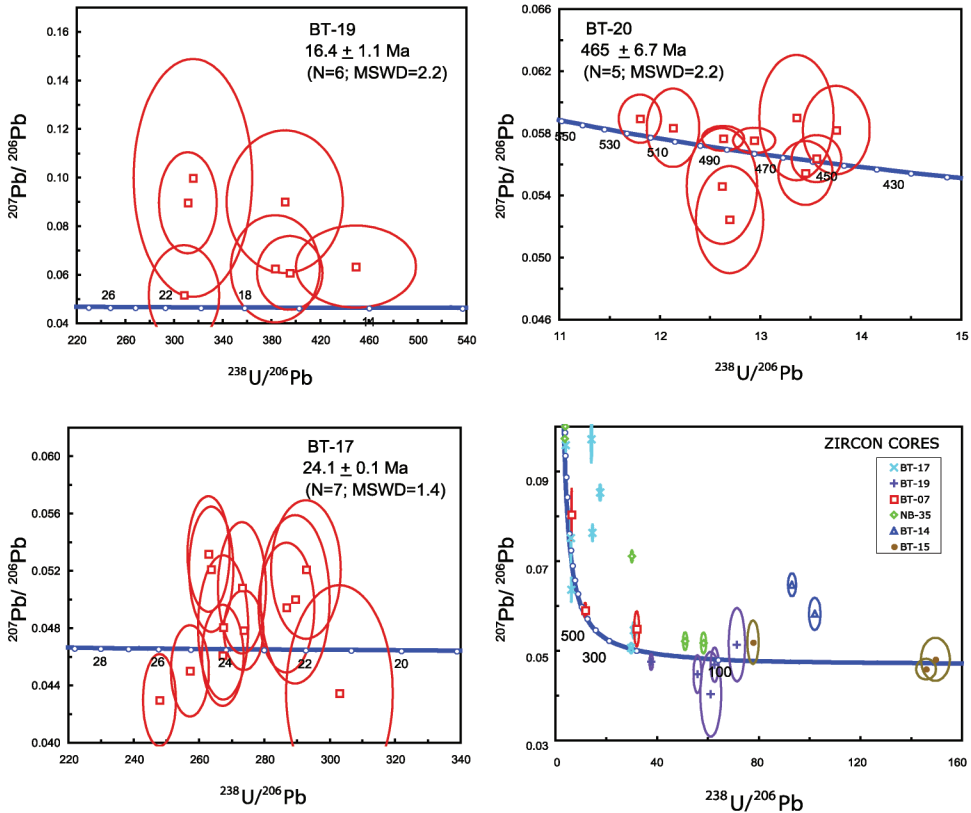 BT-19
16.4 ± 1.1 Ma
(N=6; MSWD=2.2)
0.16
0.14
0.12
0.10
0.08
0.06
0.04
207Pb/ 206Pb
26
22
18
14
220
260
300
340
380
420
460
500
540
238U/206Pb
BT-20
465 ± 6.7 Ma
(N=5; MSWD=2.2)
0.066
0.062
0.058
0.054
0.050
0.046
207Pb/ 206Pb
550
530
510
490
470
450
430
11
12
13
14
15
238U/206Pb
BT-17
24.1 ± 0.1 Ma
(N=7; MSWD=1.4)
0.060
0.056
0.052
0.048
0.044
0.040
207Pb/ 206Pb
28
26
24
22
20
220
240
260
280
300
320
340
238U/206Pb
ZIRCON CORES
BT-17
BT-19
BT-07
NB-35
BT-14
BT-15
0.09
0.07
0.05
0.03
207Pb/ 206Pb
500
300
100
0
40
80
120
160
238U/206Pb